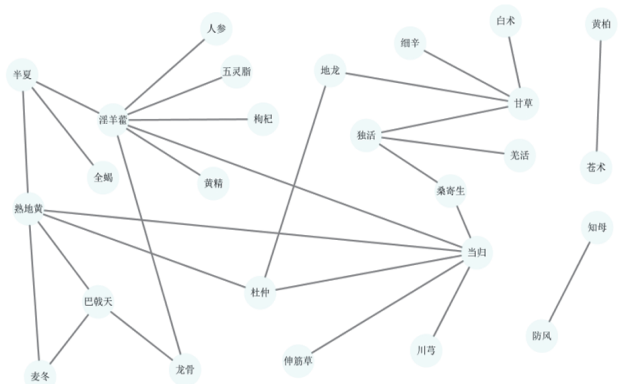 白术
黄柏
人参
细辛
半夏
五灵脂
地龙
甘草
淫羊藿
枸杞
独活
羌活
苍术
全蝎
黄精
桑寄生
熟地黄
知母
当归
杜仲
巴戟天
防风
川芎
伸筋草
龙骨
麦冬